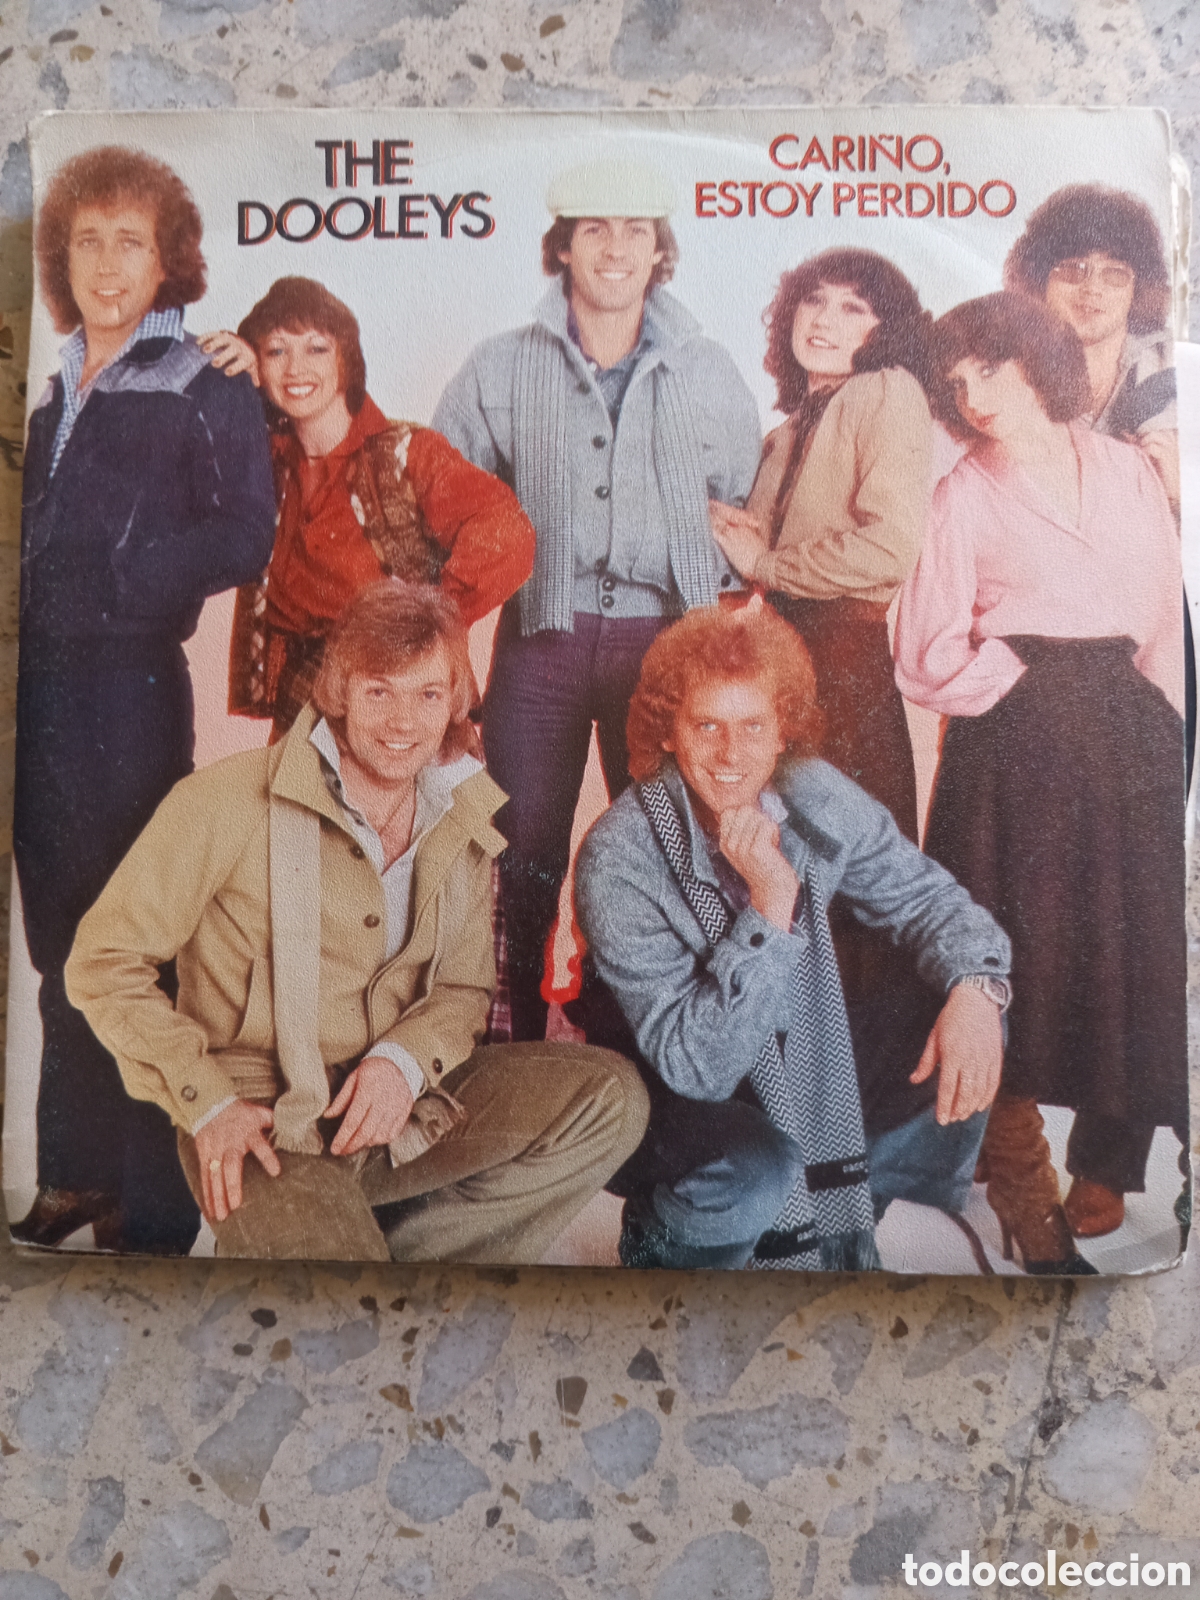 THE
DOOLEYS
CARIÑO,
ESTOY PERDIDO
todocoleccion